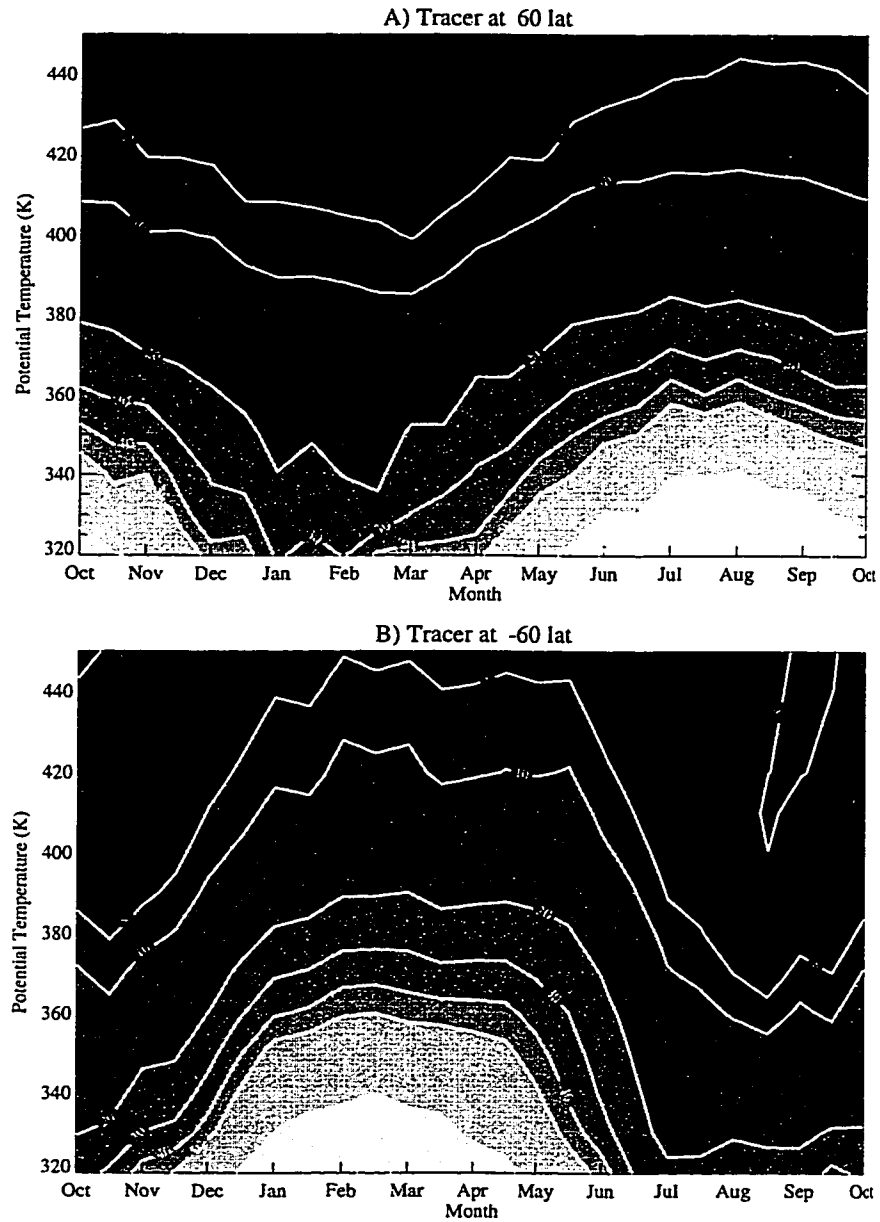 A) Tracer at 60 lat
Potential Temperature (K)
440
420
400
380
360
340
320
Oct Nov Dec Jan Feb Mar Apr May Jun Jul Aug Sep Oct
Month
B) Tracer at -60 lat
Potential Temperature (K)
440
420
400
380
360
340
320
10
Oct Nov Dec Jan Feb Mar Apr May Jun Jul Aug Sep Oct
Month